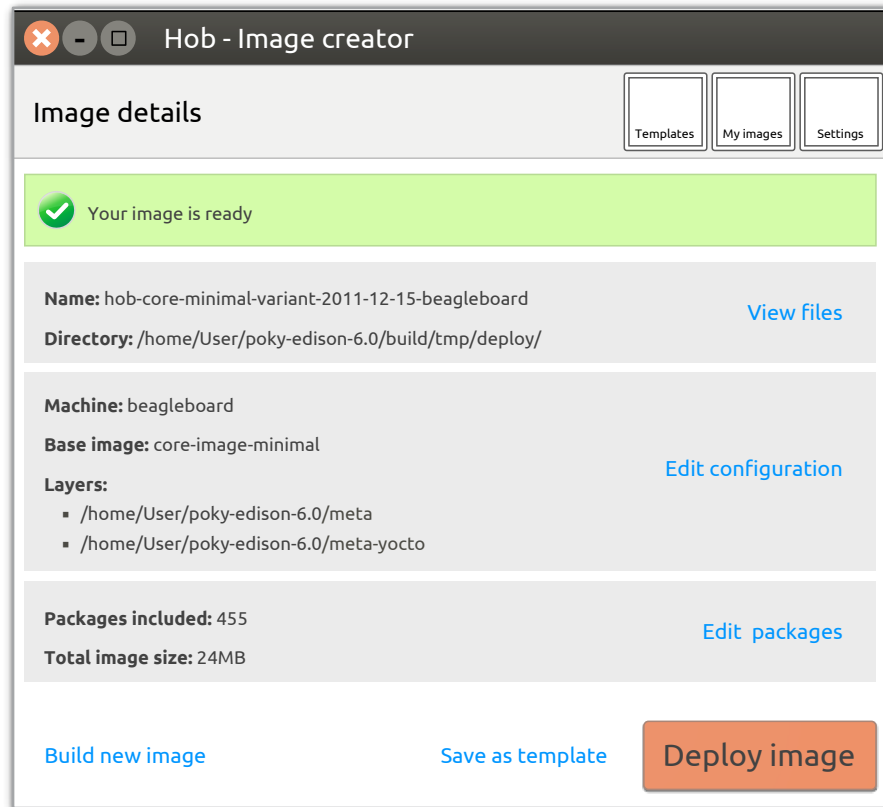 Hob - Image creator
Image details
Templates
My images
Settings
Your image is ready
Name: hob-core-minimal-variant-2011-12-15-beagleboard
Directory: /home/User/poky-edison-6.0/build/tmp/deploy/
View files
Machine: beagleboard
Base image: core-image-minimal
Layers:
▪ /home/User/poky-edison-6.0/meta
▪ /home/User/poky-edison-6.0/meta-yocto
Edit configuration
Packages included: 455
Total image size: 24MB
Edit packages
Build new image
Save as template
Deploy image